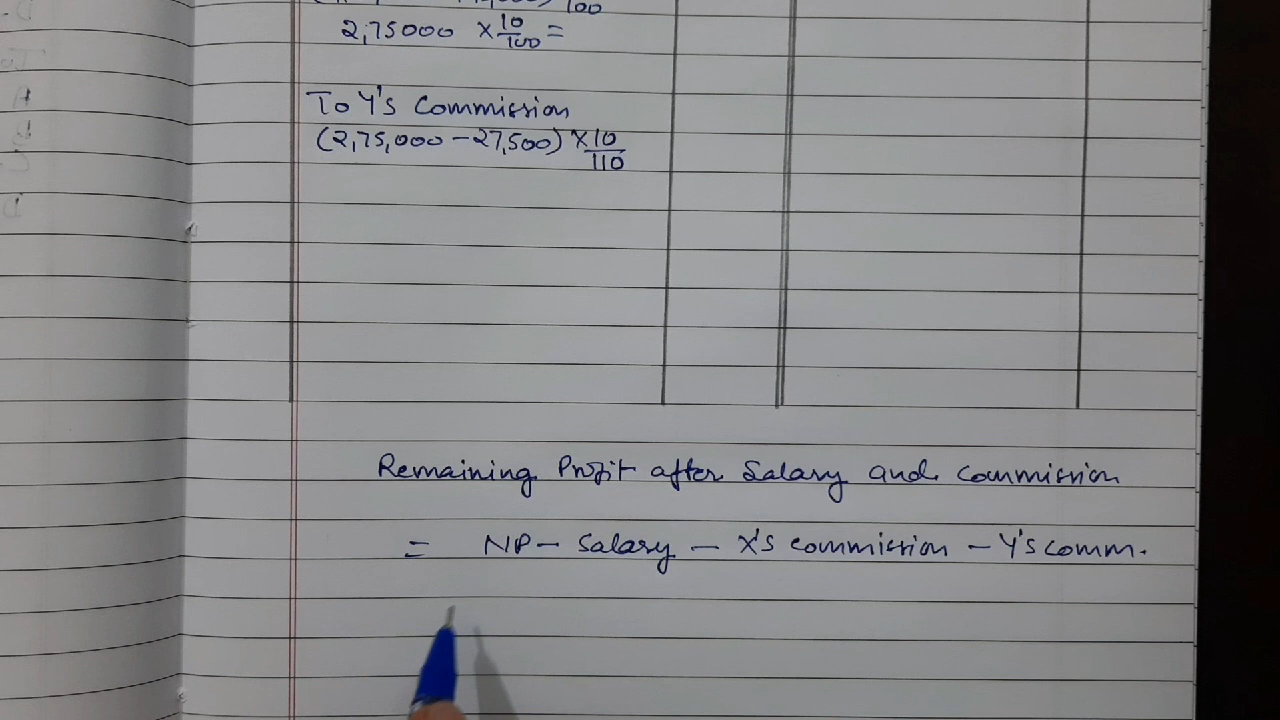 100
2,75000 × 10/100 =
To Y's Commission
(2,75,000 – 27,500) × 10/110
Remaining Profit after Salary and Commission
= NP – Salary – X's commission – Y's comm.